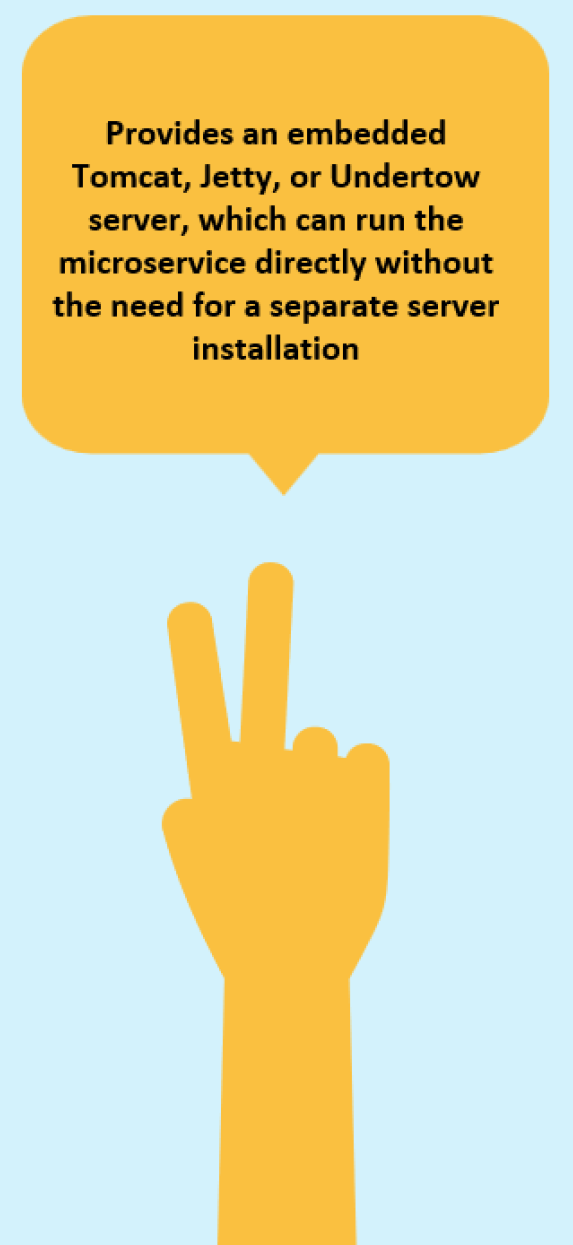 Provides an embedded
Tomcat, Jetty, or Undertow
server, which can run the
microservice directly without
the need for a separate server
installation